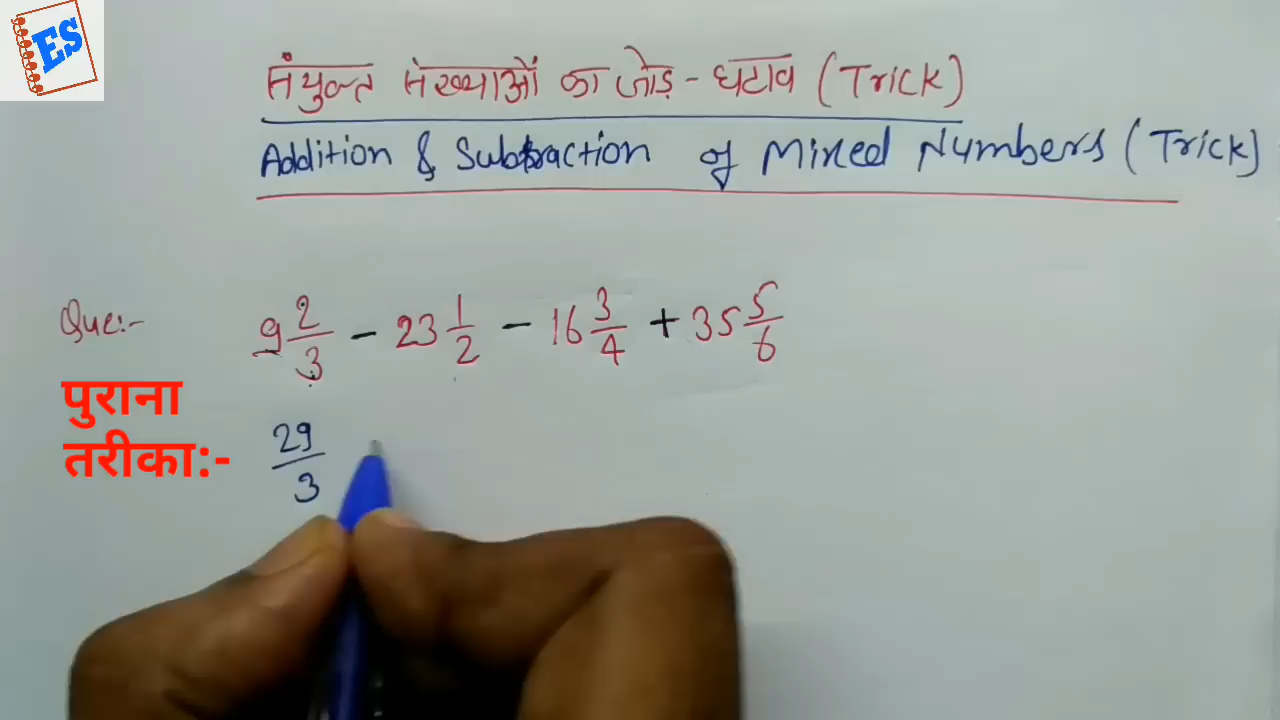 ES
संयुक्त संख्याओं का जोड़ - घटाव (Trick)
Addition & Subtraction of Mixed Numbers (Trick)
Que:- 9 2/3 - 23 1/2 - 16 3/4 + 35 5/6
पुराना
तरीका:- 29/3